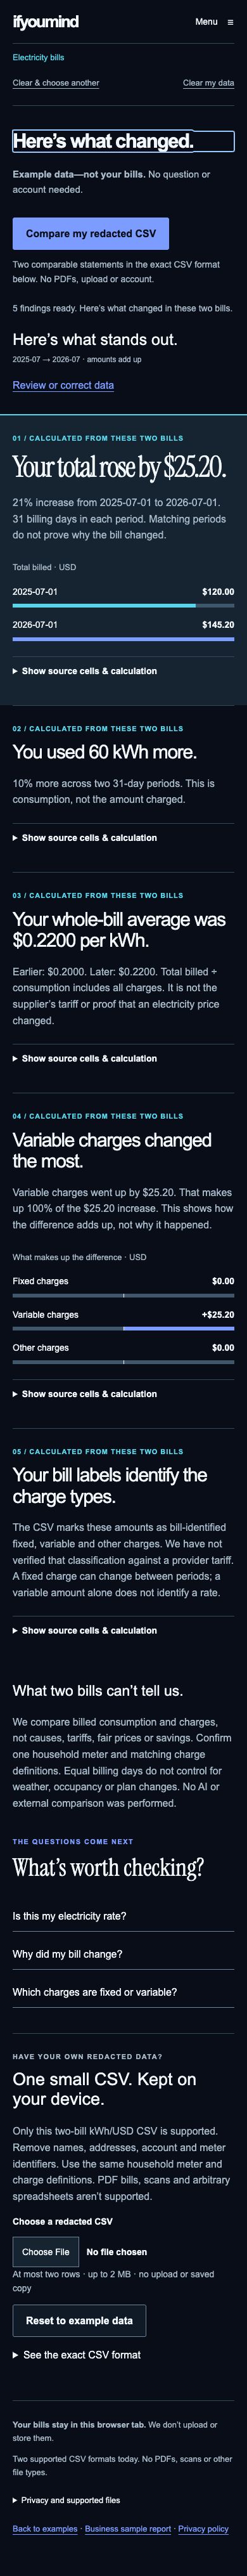 ifyoumind
Menu ≡
Electricity bills
Clear & choose another
Clear my data
Here's what changed.
Example data—not your bills. No question or
account needed.
Compare my redacted CSV
Two comparable statements in the exact CSV format
below. No PDFs, upload or account.
5 findings ready. Here's what changed in these two bills.
Here's what stands out.
2025-07 → 2026-07 · amounts add up
Review or correct data
01 / CALCULATED FROM THESE TWO BILLS
Your total rose by $25.20.
21% increase from 2025-07-01 to 2026-07-01.
31 billing days in each period. Matching periods
do not prove why the bill changed.
Total billed · USD
2025-07-01 $120.00
2026-07-01 $145.20
▶ Show source cells & calculation
02 / CALCULATED FROM THESE TWO BILLS
You used 60 kWh more.
10% more across two 31-day periods. This is
consumption, not the amount charged.
▶ Show source cells & calculation
03 / CALCULATED FROM THESE TWO BILLS
Your whole-bill average was
$0.2200 per kWh.
Earlier: $0.2000. Later: $0.2200. Total billed ÷
consumption includes all charges. It is not the
supplier's tariff or proof that an electricity price
changed.
▶ Show source cells & calculation
04 / CALCULATED FROM THESE TWO BILLS
Variable charges changed
the most.
Variable charges went up by $25.20. That makes
up 100% of the $25.20 increase. This shows how
the difference adds up, not why it happened.
What makes up the difference · USD
Fixed charges $0.00
Variable charges +$25.20
Other charges $0.00
▶ Show source cells & calculation
05 / CALCULATED FROM THESE TWO BILLS
Your bill labels identify the
charge types.
The CSV marks these amounts as bill-identified
fixed, variable and other charges. We have not
verified that classification against a provider tariff.
A fixed charge can change between periods; a
variable amount alone does not identify a rate.
▶ Show source cells & calculation
What two bills can't tell us.
We compare billed consumption and charges,
not causes, tariffs, fair prices or savings. Confirm
one household meter and matching charge
definitions. Equal billing days do not control for
weather, occupancy or plan changes. No AI or
external comparison was performed.
THE QUESTIONS COME NEXT
What's worth checking?
Is this my electricity rate?
Why did my bill change?
Which charges are fixed or variable?
HAVE YOUR OWN REDACTED DATA?
One small CSV. Kept on
your device.
Only this two-bill kWh/USD CSV is supported.
Remove names, addresses, account and meter
identifiers. Use the same household meter and
charge definitions. PDF bills, scans and arbitrary
spreadsheets aren't supported.
Choose a redacted CSV
Choose File No file chosen
At most two rows · up to 2 MB · no upload or saved
copy
Reset to example data
▶ See the exact CSV format
Your bills stay in this browser tab. We don't upload or
store them.
Two supported CSV formats today. No PDFs, scans or other
file types.
▶ Privacy and supported files
Back to examples · Business sample report · Privacy policy